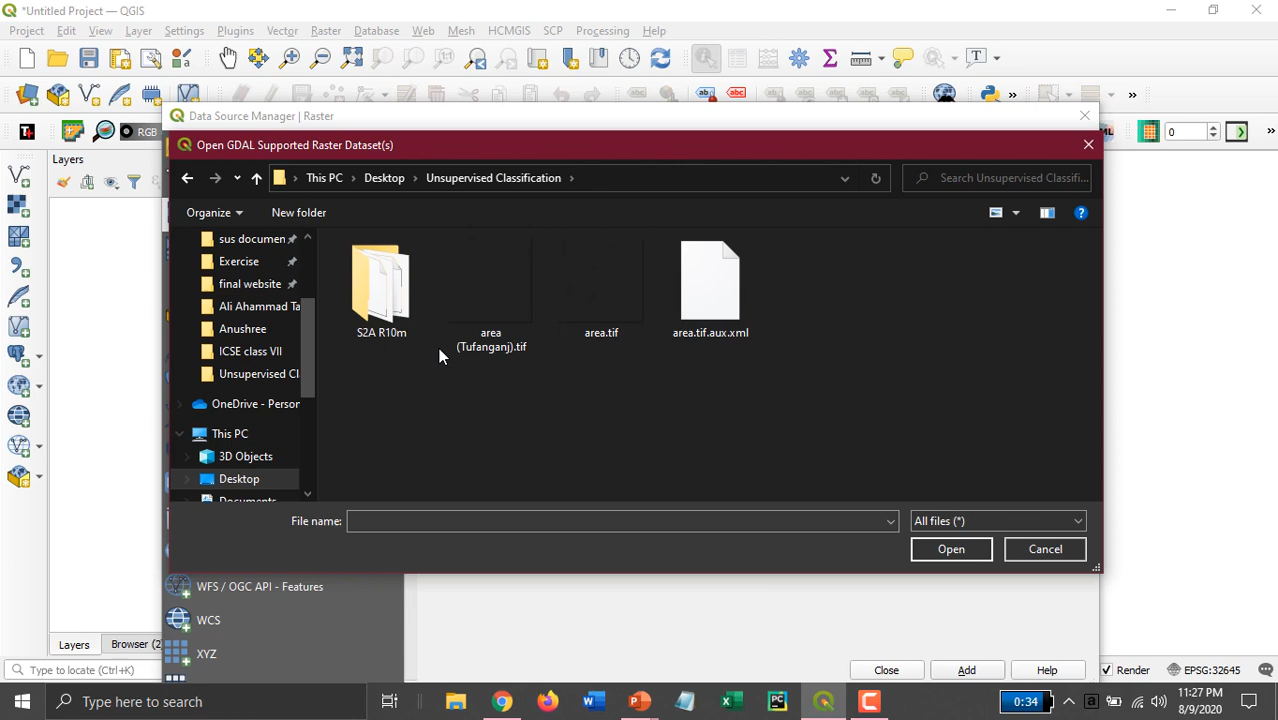 *Untitled Project — QGIS
Project Edit View Layer Settings Plugins Vector Raster Database Web Mesh HCMGIS SCP Processing Help
RGB
0
Layers
Data Source Manager | Raster
Open GDAL Supported Raster Dataset(s)
This PC > Desktop > Unsupervised Classification >
Search Unsupervised Classifi...
Organize
New folder
sus documen
Exercise
final website
Ali Ahammad Ta
Anushree
ICSE class VII
Unsupervised Cl
OneDrive - Person
This PC
3D Objects
Desktop
Documents
S2A R10m
area
(Tufanganj).tif
area.tif
area.tif.aux.xml
File name:
All files (*)
Open
Cancel
WFS / OGC API - Features
WCS
XYZ
Close
Add
Help
Layers
Browser (2
Type to locate (Ctrl+K)
Render
EPSG:32645
Type here to search
0:34
11:27 PM
8/9/2020